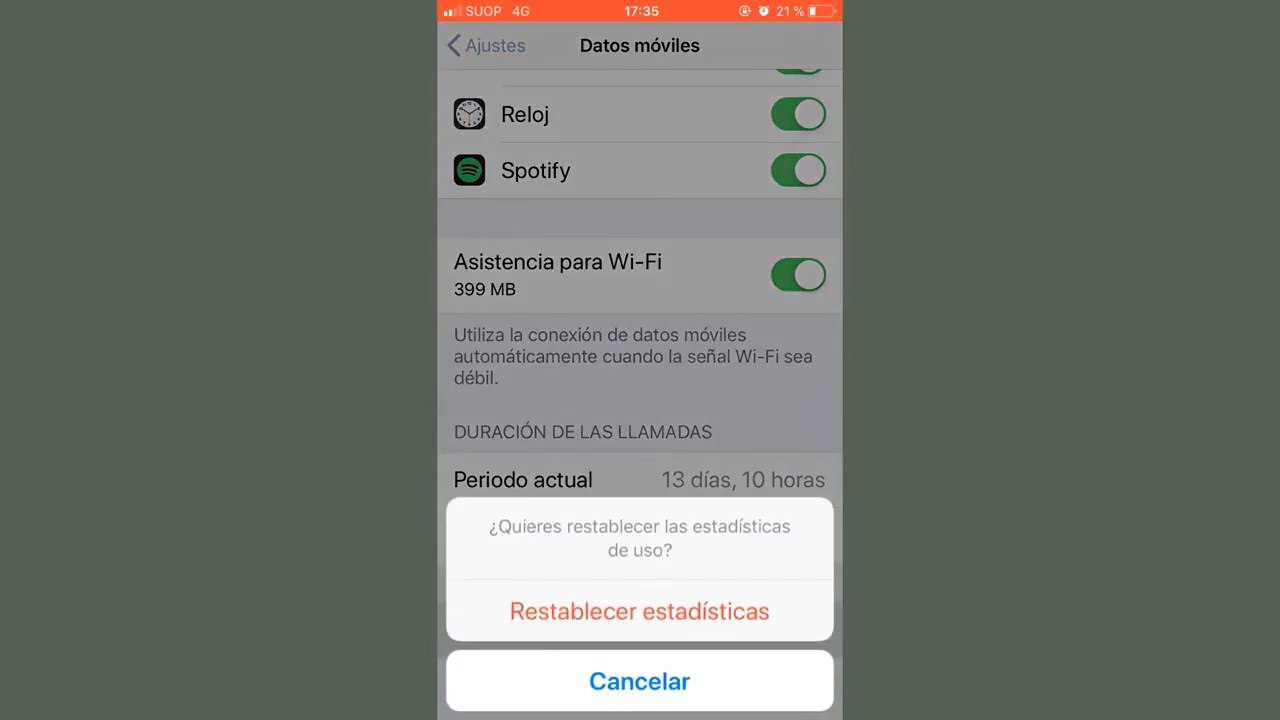 SUOP 4G 17:35 21 %
Ajustes Datos móviles
Reloj
Spotify
Asistencia para Wi-Fi
399 MB
Utiliza la conexión de datos móviles
automáticamente cuando la señal Wi-Fi sea
débil.
DURACIÓN DE LAS LLAMADAS
Periodo actual 13 días, 10 horas
¿Quieres restablecer las estadísticas
de uso?
Restablecer estadísticas
Cancelar